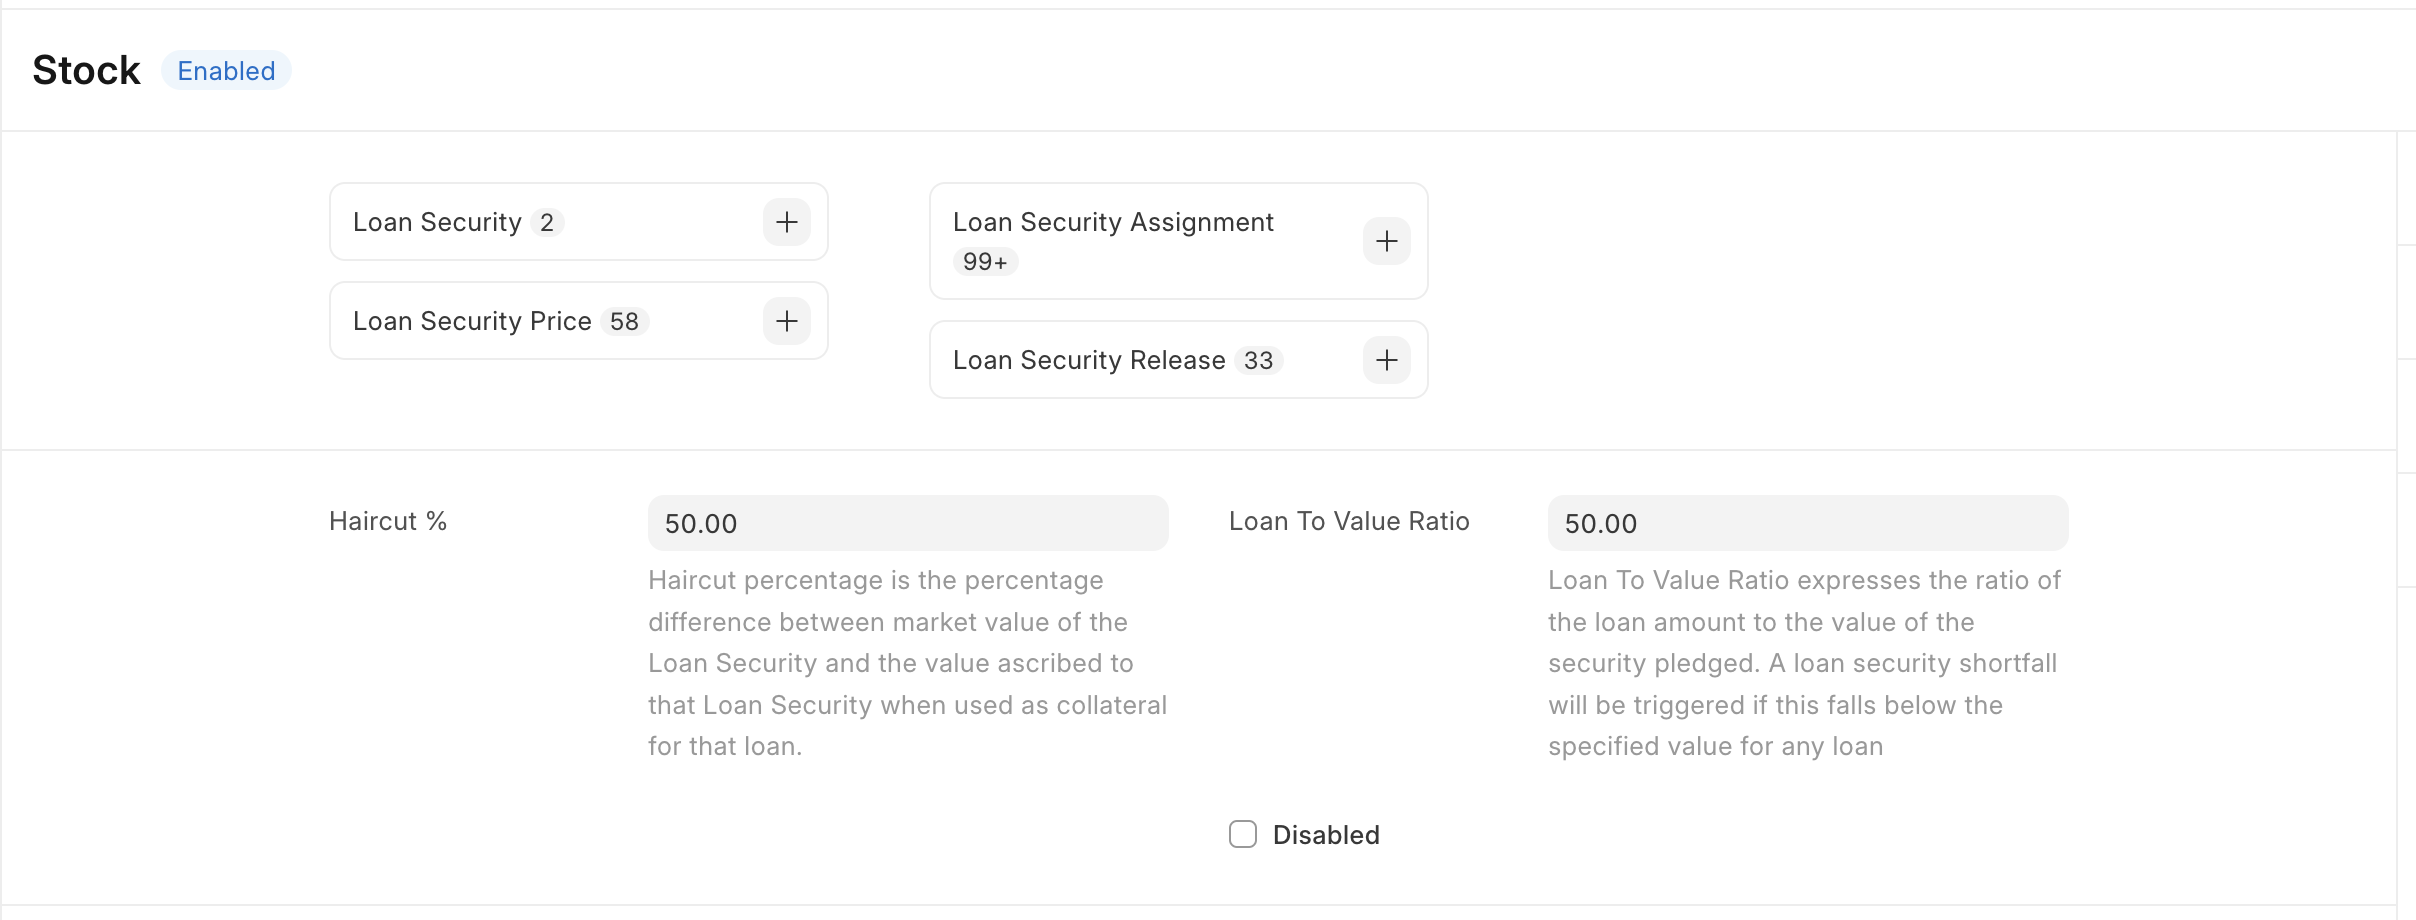 Stock Enabled
Loan Security 2
Loan Security Price 58
Loan Security Assignment
99+
Loan Security Release 33
Haircut %
50.00
Haircut percentage is the percentage
difference between market value of the
Loan Security and the value ascribed to
that Loan Security when used as collateral
for that loan.
Loan To Value Ratio
50.00
Loan To Value Ratio expresses the ratio of
the loan amount to the value of the
security pledged. A loan security shortfall
will be triggered if this falls below the
specified value for any loan
Disabled